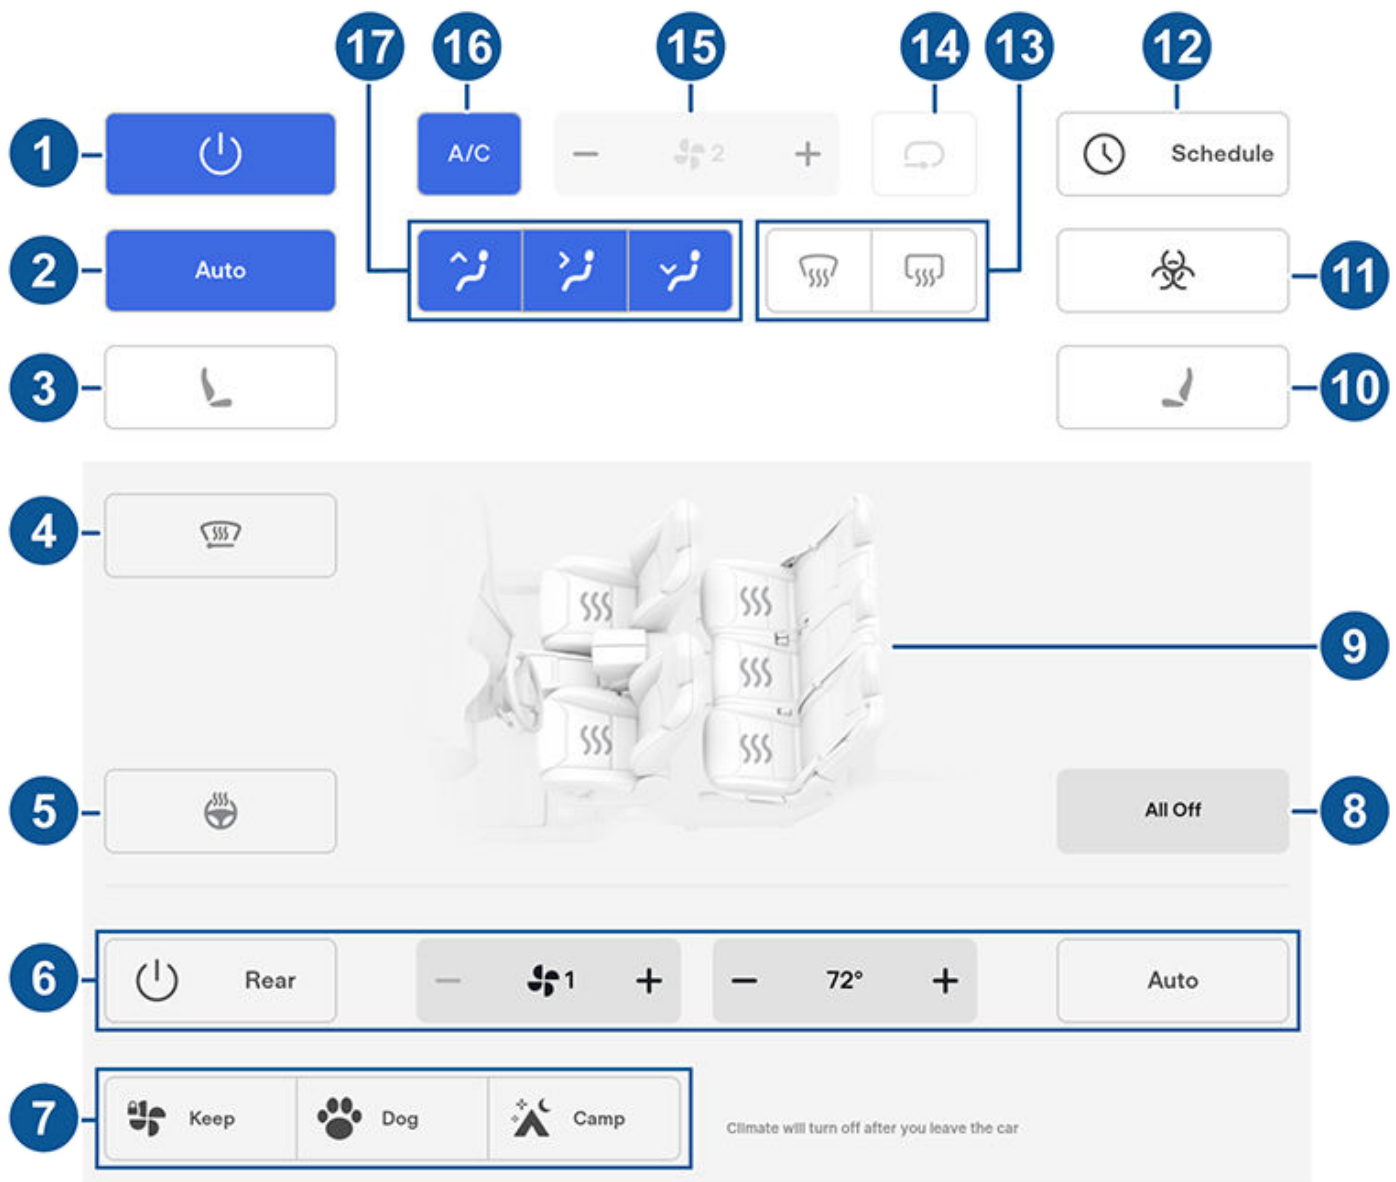 17 16 15 14 13 12
1 A/C − 2 + Schedule
2 Auto 11
3 10
4
9
5 All Off 8
6 Rear − 1 + − 72° + Auto
7 Keep Dog Camp Climate will turn off after you leave the car